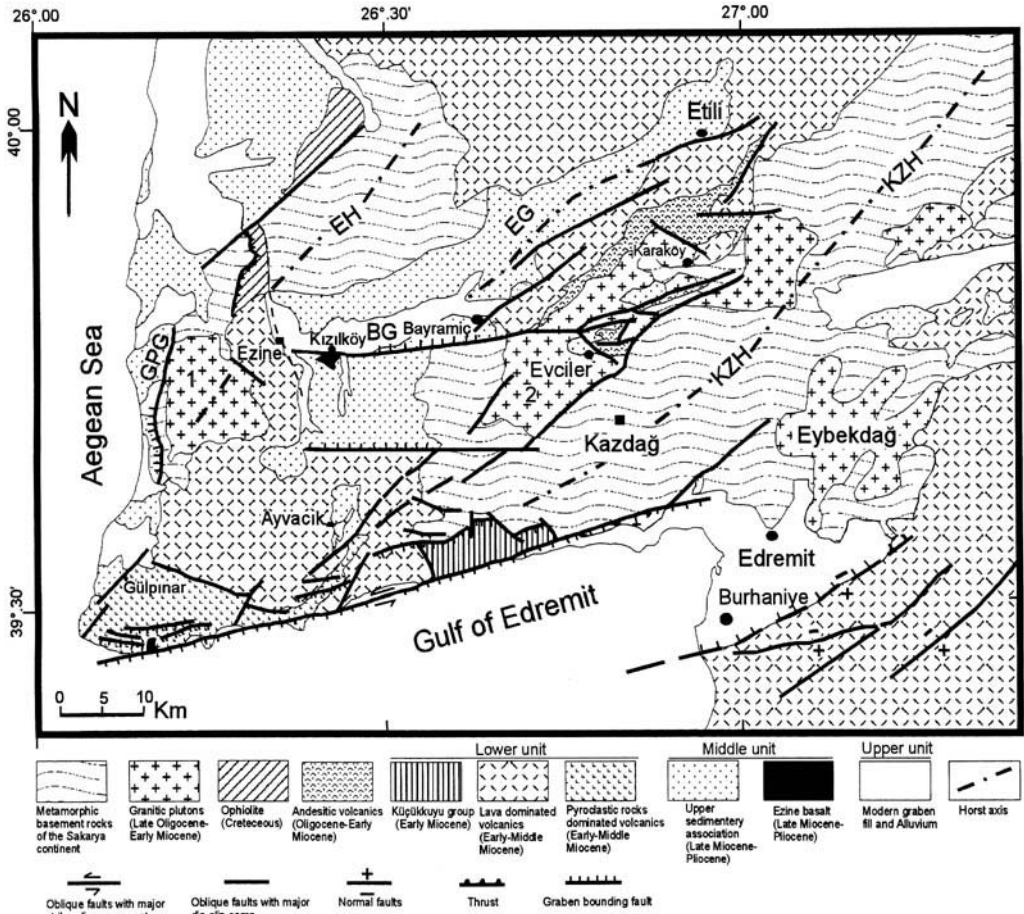 26°.00
26°.30'
27°.00
N
40°.00
39°.30'
Etili
KZH
EH
EG
KZH
Karaköy
Aegean Sea
GPG
Ezine
Kızılköy
BG
Bayramiç
1
Evciler
2
Kazdağ
Eybekdağ
Ayvacık
Edremit
Gülpınar
Burhaniye
Gulf of Edremit
0 5 10
Km
26°.00
26°.30'
27°.00
Lower unit
Middle unit
Upper unit
Metamorphic
basement rocks
of the Sakarya
continent
Granitic plutons
(Late Oligocene-
Early Miocene)
Ophiolite
(Creteceous)
Andesitic volcanics
(Oligocene-Early
Miocene)
Küçükkuyu group
(Early Miocene)
Lava dominated
volcanics
(Early-Middle
Miocene)
Pyroclastic rocks
dominated volcanics
(Early-Middle
Miocene)
Upper
sedimentery
association
(Late Miocene-
Pliocene)
Ezine basalt
(Late Miocene-
Pliocene)
Modern graben
fill and Alluvium
Horst axis
Oblique faults with major
Oblique faults with major
Normal faults
Thrust
Graben bounding fault